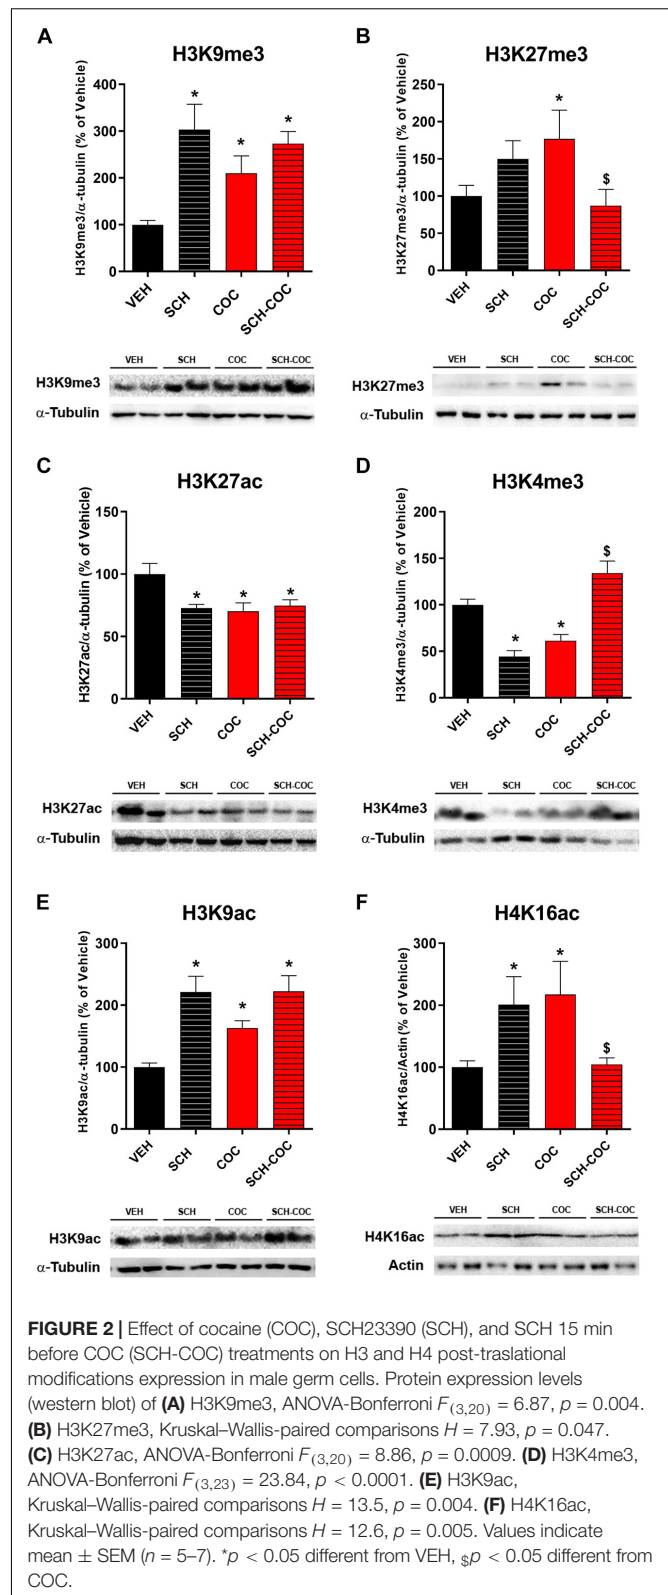 A
H3K9me3
H3K9me3/α-tubulin (% of Vehicle)
400
300
200
100
0
*
*
*
VEH
SCH
COC
SCH-COC
VEH SCH COC SCH-COC
H3K9me3
α-Tubulin
B
H3K27me3
H3K27me3/α-tubulin (% of Vehicle)
250
200
150
100
50
0
*
$
VEH
SCH
COC
SCH-COC
VEH SCH COC SCH-COC
H3K27me3
α-Tubulin
C
H3K27ac
H3K27ac/α-tubulin (% of Vehicle)
150
100
50
0
*
*
*
VEH
SCH
COC
SCH-COC
VEH SCH COC SCH-COC
H3K27ac
α-Tubulin
D
H3K4me3
H3K4me3/α-tubulin (% of Vehicle)
200
150
100
50
0
*
*
$
VEH
SCH
COC
SCH-COC
VEH SCH COC SCH-COC
H3K4me3
α-Tubulin
E
H3K9ac
H3K9ac/α-tubulin (% of Vehicle)
300
200
100
0
*
*
*
VEH
SCH
COC
SCH-COC
VEH SCH COC SCH-COC
H3K9ac
α-Tubulin
F
H4K16ac
H4K16ac/Actin (% of Vehicle)
300
200
100
0
*
*
$
VEH
SCH
COC
SCH-COC
VEH SCH COC SCH-COC
H4K16ac
Actin
FIGURE 2 | Effect of cocaine (COC), SCH23390 (SCH), and SCH 15 min
before COC (SCH-COC) treatments on H3 and H4 post-traslational
modifications expression in male germ cells. Protein expression levels
(western blot) of (A) H3K9me3, ANOVA-Bonferroni F(3,20) = 6.87, p = 0.004.
(B) H3K27me3, Kruskal–Wallis-paired comparisons H = 7.93, p = 0.047.
(C) H3K27ac, ANOVA-Bonferroni F(3,20) = 8.86, p = 0.0009. (D) H3K4me3,
ANOVA-Bonferroni F(3,23) = 23.84, p < 0.0001. (E) H3K9ac,
Kruskal–Wallis-paired comparisons H = 13.5, p = 0.004. (F) H4K16ac,
Kruskal–Wallis-paired comparisons H = 12.6, p = 0.005. Values indicate
mean ± SEM (n = 5–7). *p < 0.05 different from VEH, $p < 0.05 different from
COC.